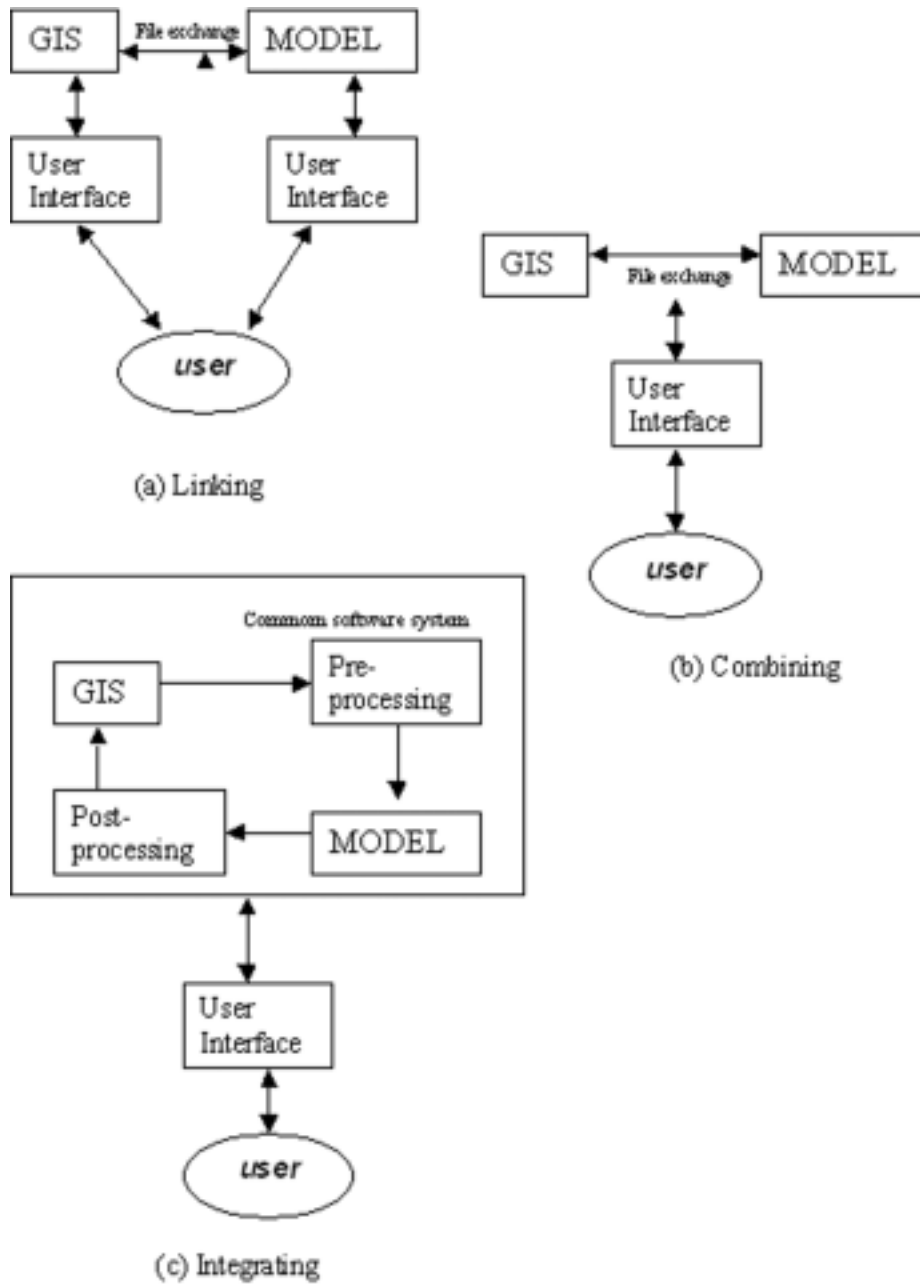 GIS
File exchange
MODEL
User
Interface
User
Interface
user
(a) Linking
GIS
File exchange
MODEL
User
Interface
user
(b) Combining
Commom software system
GIS
Pre-
processing
Post-
processing
MODEL
User
Interface
user
(c) Integrating